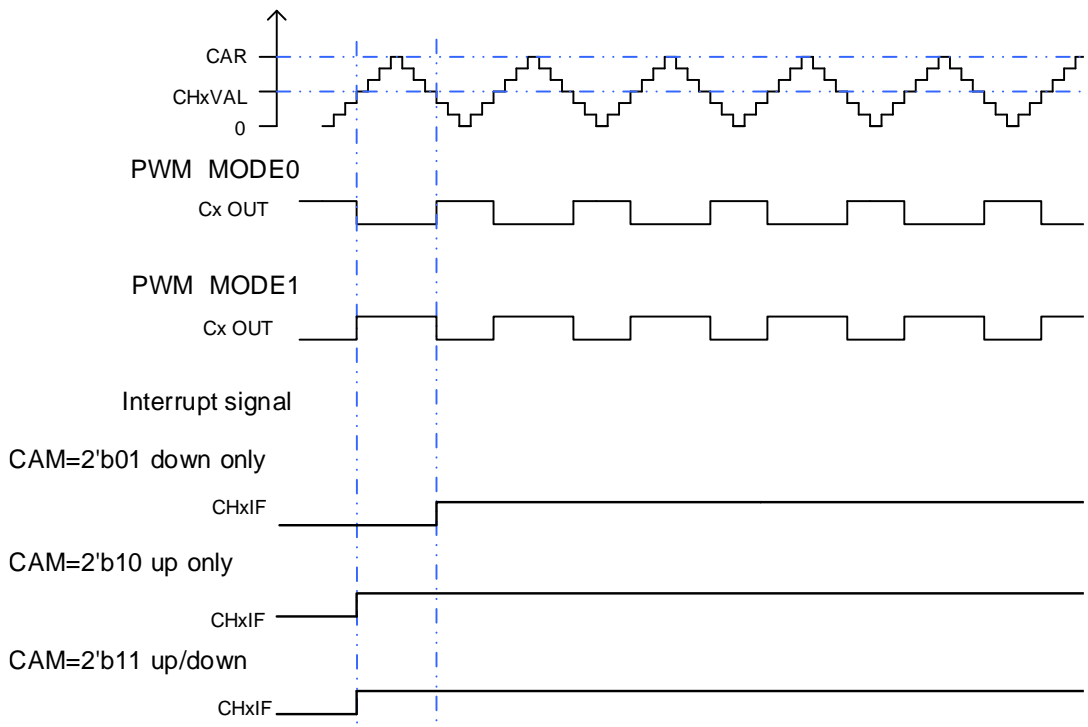 CAR
CHxVAL
0
PWM MODE0
Cx OUT
PWM MODE1
Cx OUT
Interrupt signal
CAM=2'b01 down only
CHxIF
CAM=2'b10 up only
CHxIF
CAM=2'b11 up/down
CHxIF